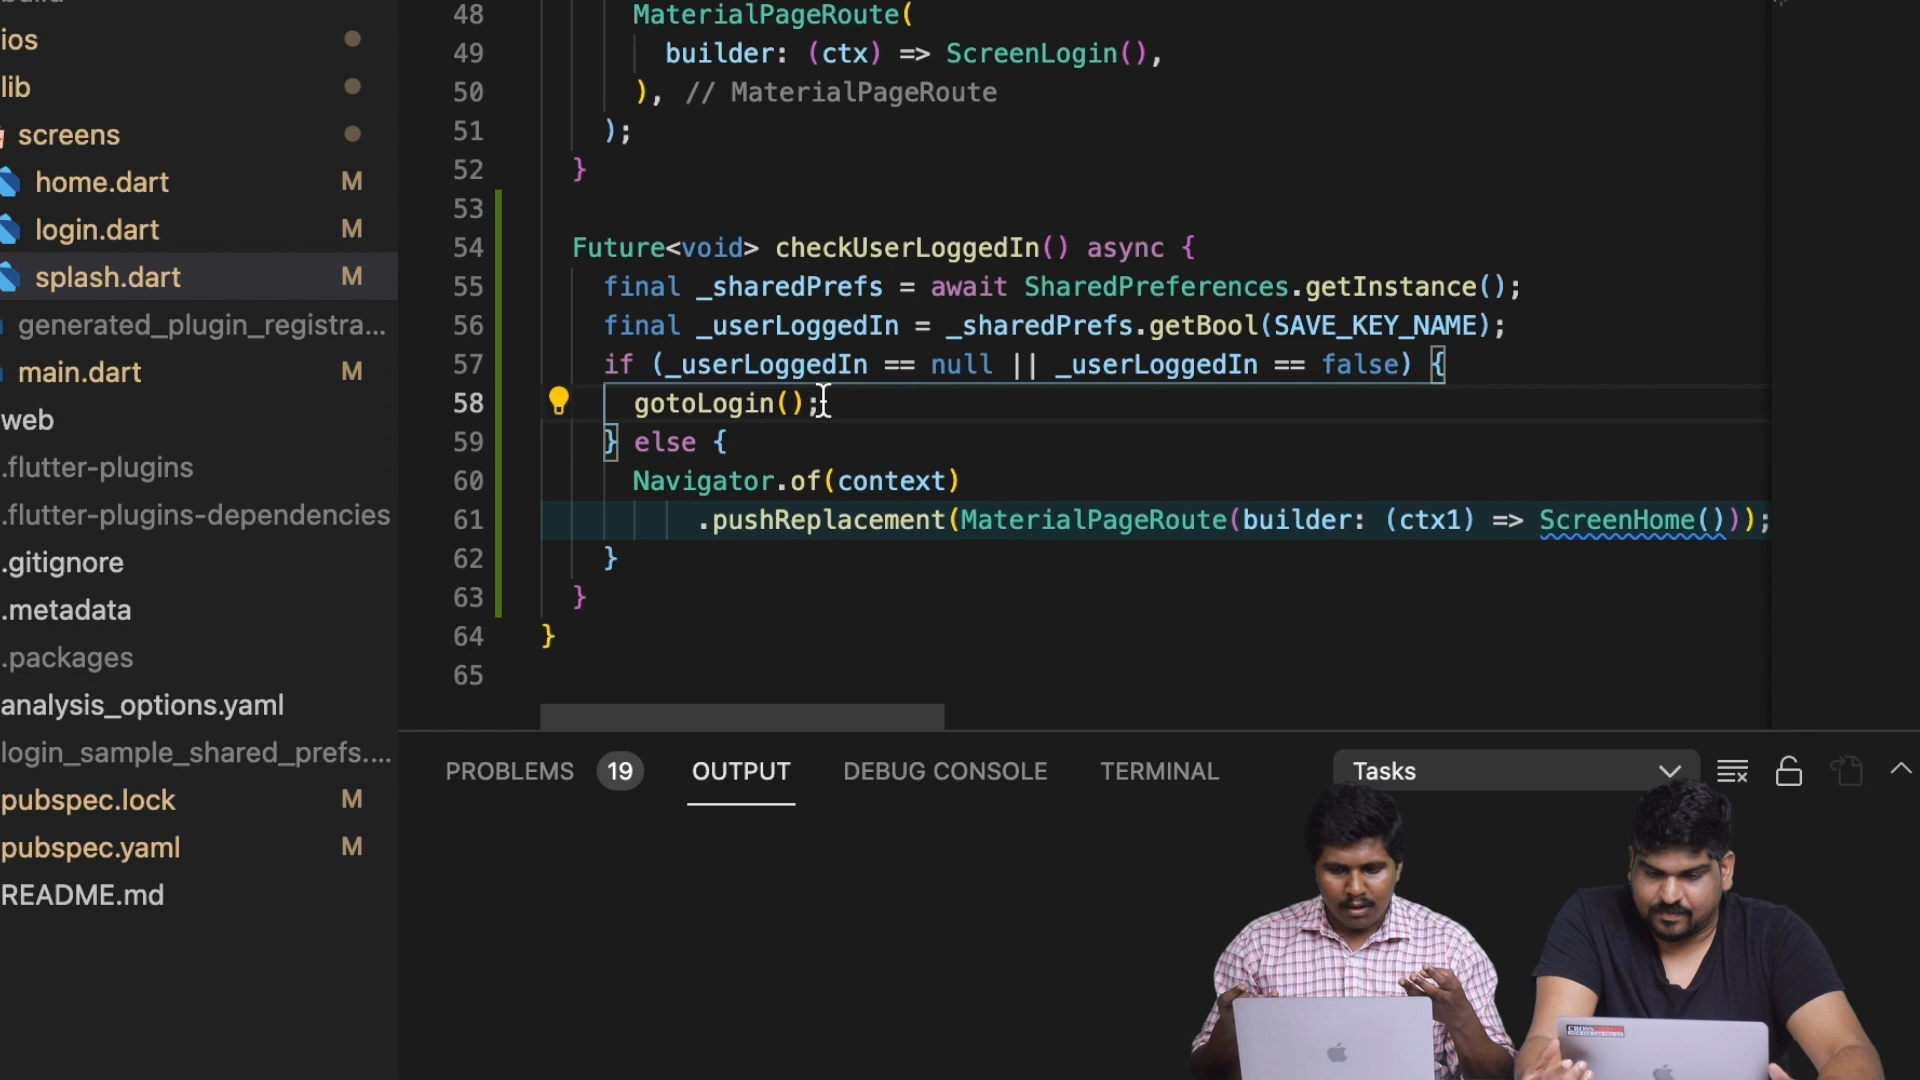 ios
lib
screens
home.dart M
login.dart M
splash.dart M
generated_plugin_registra...
main.dart M
web
.flutter-plugins
.flutter-plugins-dependencies
.gitignore
.metadata
.packages
analysis_options.yaml
login_sample_shared_prefs....
pubspec.lock M
pubspec.yaml M
README.md
48 MaterialPageRoute(
49 builder: (ctx) => ScreenLogin(),
50 ), // MaterialPageRoute
51 );
52 }
53
54 Future<void> checkUserLoggedIn() async {
55 final _sharedPrefs = await SharedPreferences.getInstance();
56 final _userLoggedIn = _sharedPrefs.getBool(SAVE_KEY_NAME);
57 if (_userLoggedIn == null || _userLoggedIn == false) {
58 gotoLogin();
59 } else {
60 Navigator.of(context)
61 .pushReplacement(MaterialPageRoute(builder: (ctx1) => ScreenHome()));
62 }
63 }
64 }
65
PROBLEMS 19 OUTPUT DEBUG CONSOLE TERMINAL Tasks